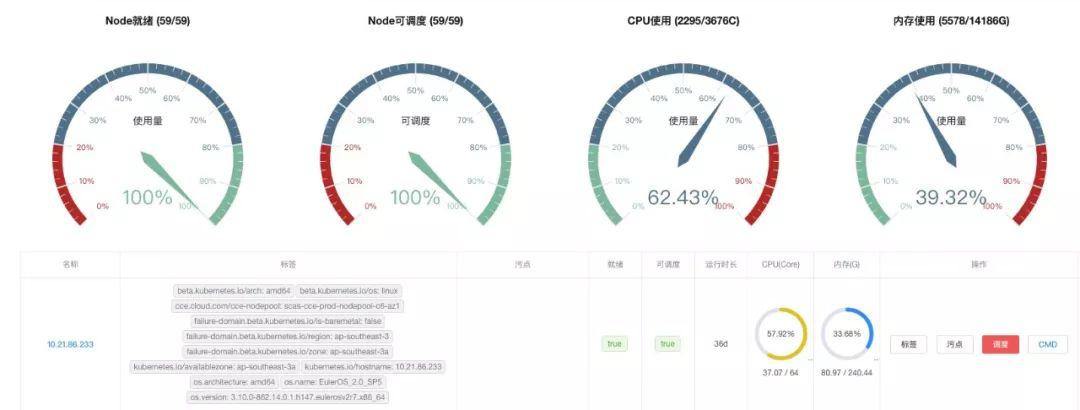 Node就绪 (59/59)
Node可调度 (59/59)
CPU使用 (2295/3676C)
内存使用 (5578/14186G)
0%
10%
20%
30%
40%
50%
60%
70%
80%
90%
100%
使用量
100%
0%
10%
20%
30%
40%
50%
60%
70%
80%
90%
100%
可调度
100%
0%
10%
20%
30%
40%
50%
60%
70%
80%
90%
100%
使用量
62.43%
0%
10%
20%
30%
40%
50%
60%
70%
80%
90%
100%
使用量
39.32%
名称 标签 污点 就绪 可调度 运行时长 CPU(Core) 内存(G) 操作
beta.kubernetes.io/arch: amd64 beta.kubernetes.io/os: linux
cce.cloud.com/cce-nodepool: scas-cce-prod-nodepool-c6-az1
failure-domain.beta.kubernetes.io/is-baremetal: false
failure-domain.beta.kubernetes.io/region: ap-southeast-3
failure-domain.beta.kubernetes.io/zone: ap-southeast-3a
kubernetes.io/availablezone: ap-southeast-3a kubernetes.io/hostname: 10.21.86.233
os.architecture: amd64 os.name: EulerOS_2.0_SP5
os.version: 3.10.0-862.14.0.1.h147.eulerosv2r7.x86_64
10.21.86.233
true
true
36d
57.92%
37.07 / 64
33.68%
80.97 / 240.44
标签 污点 调度 CMD